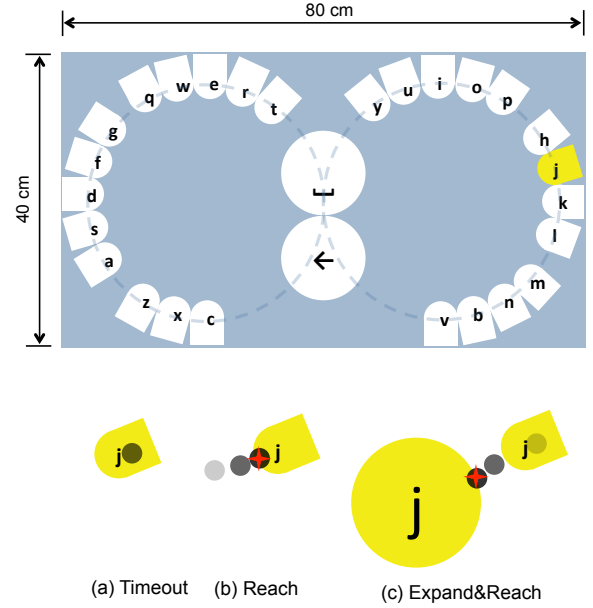 80 cm
40 cm
q w e r t
y u i o p
g f d s a
h j k l
z x c
v b n m
␣
←
j
j
j
j
(a) Timeout
(b) Reach
(c) Expand&Reach